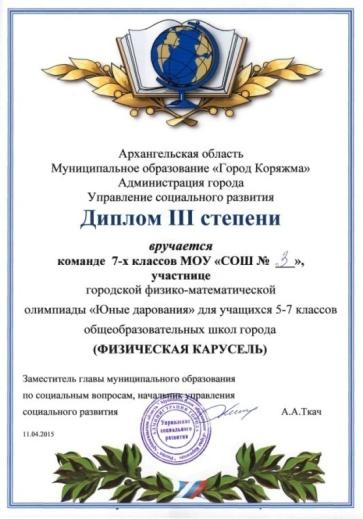 Архангельская область
Муниципальное образование «Город Коряжма»
Администрация города
Управление социального развития
Диплом III степени
вручается
команде 7-х классов МОУ «СОШ № 3»,
участнице
городской физико-математической
олимпиады «Юные дарования» для учащихся 5-7 классов
общеобразовательных школ города
(ФИЗИЧЕСКАЯ КАРУСЕЛЬ)
Заместитель главы муниципального образования
по социальным вопросам, начальник управления
социального развития А.А.Ткач
Управление
социального
развития
11.04.2015